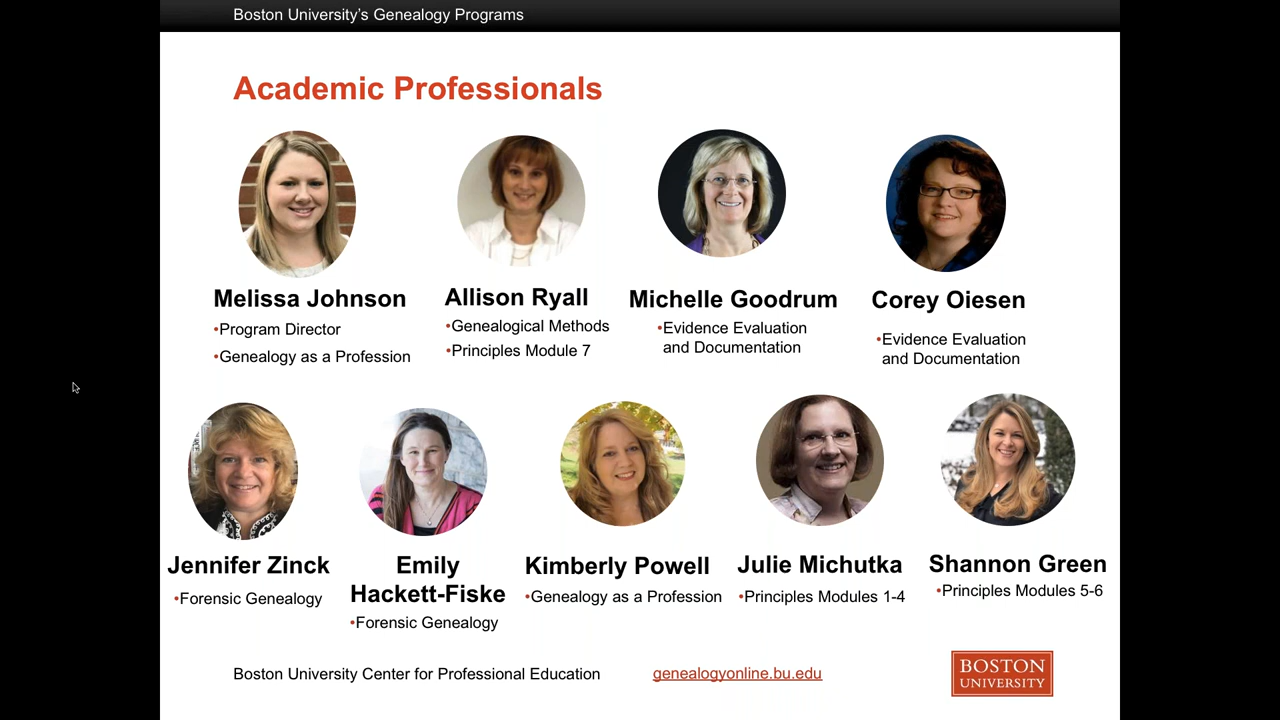 Boston University's Genealogy Programs
Academic Professionals
Melissa Johnson
•Program Director
•Genealogy as a Profession
Allison Ryall
•Genealogical Methods
•Principles Module 7
Michelle Goodrum
•Evidence Evaluation
and Documentation
Corey Oiesen
•Evidence Evaluation
and Documentation
Jennifer Zinck
•Forensic Genealogy
Emily
Hackett-Fiske
•Forensic Genealogy
Kimberly Powell
•Genealogy as a Profession
Julie Michutka
•Principles Modules 1-4
Shannon Green
•Principles Modules 5-6
Boston University Center for Professional Education
genealogyonline.bu.edu
BOSTON
UNIVERSITY